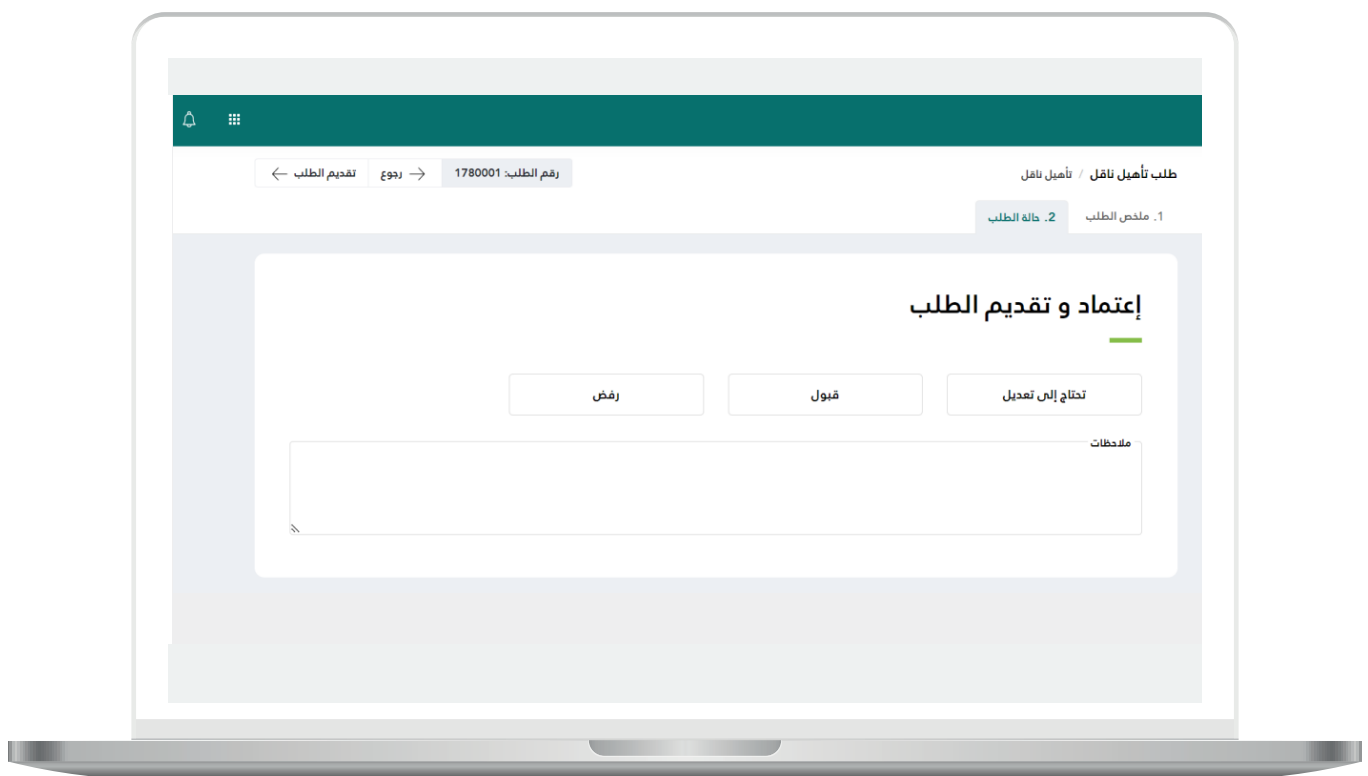 طلب تأهيل ناقل / تأهيل ناقل
رقم الطلب: 1780001
رجوع
تقديم الطلب
1. ملخص الطلب
2. حالة الطلب
إعتماد و تقديم الطلب
تحتاج إلى تعديل
قبول
رفض
ملاحظات